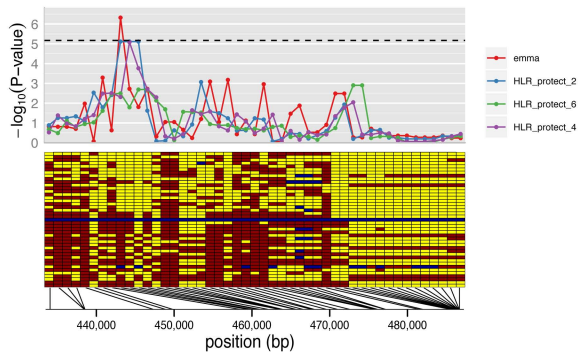 −log10(P−value)
6
5
4
3
2
1
0
emma
HLR_protect_2
HLR_protect_6
HLR_protect_4
440,000 450,000 460,000 470,000 480,000
position (bp)